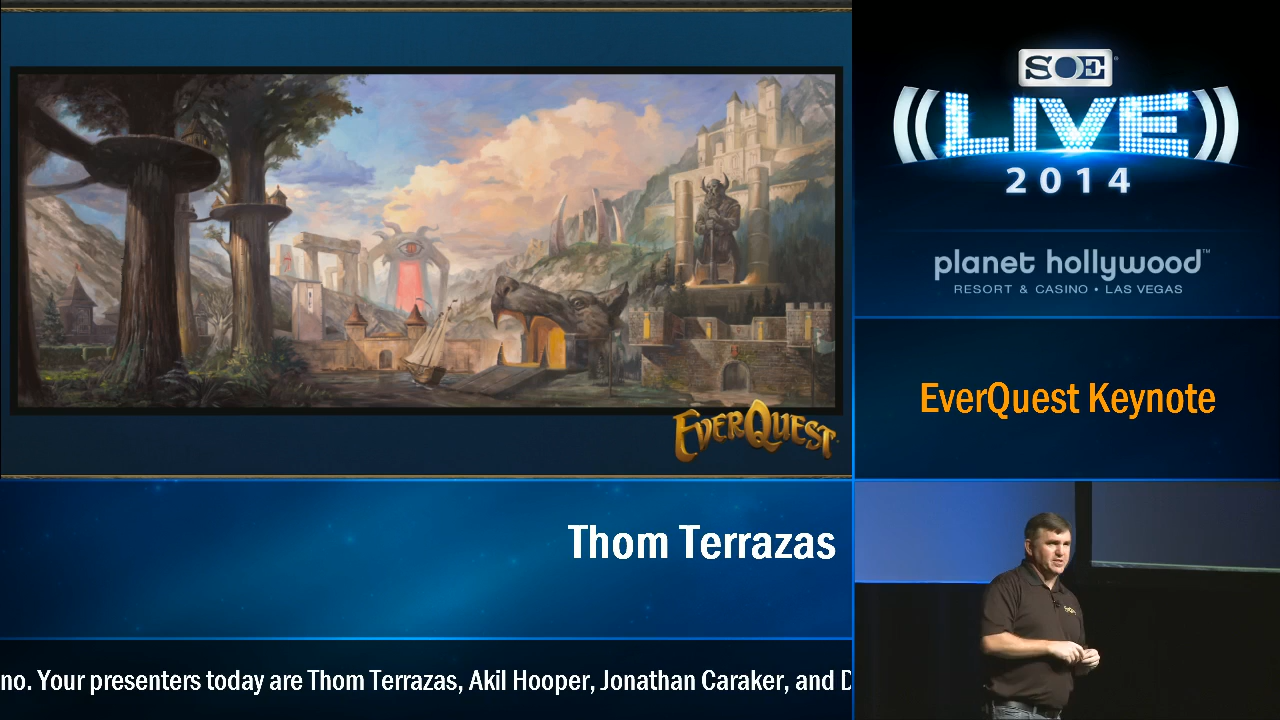 EVERQUEST
SOE
LIVE
2014
planet hollywood™
RESORT & CASINO • LAS VEGAS
EverQuest Keynote
Thom Terrazas
no. Your presenters today are Thom Terrazas, Akil Hooper, Jonathan Caraker, and D